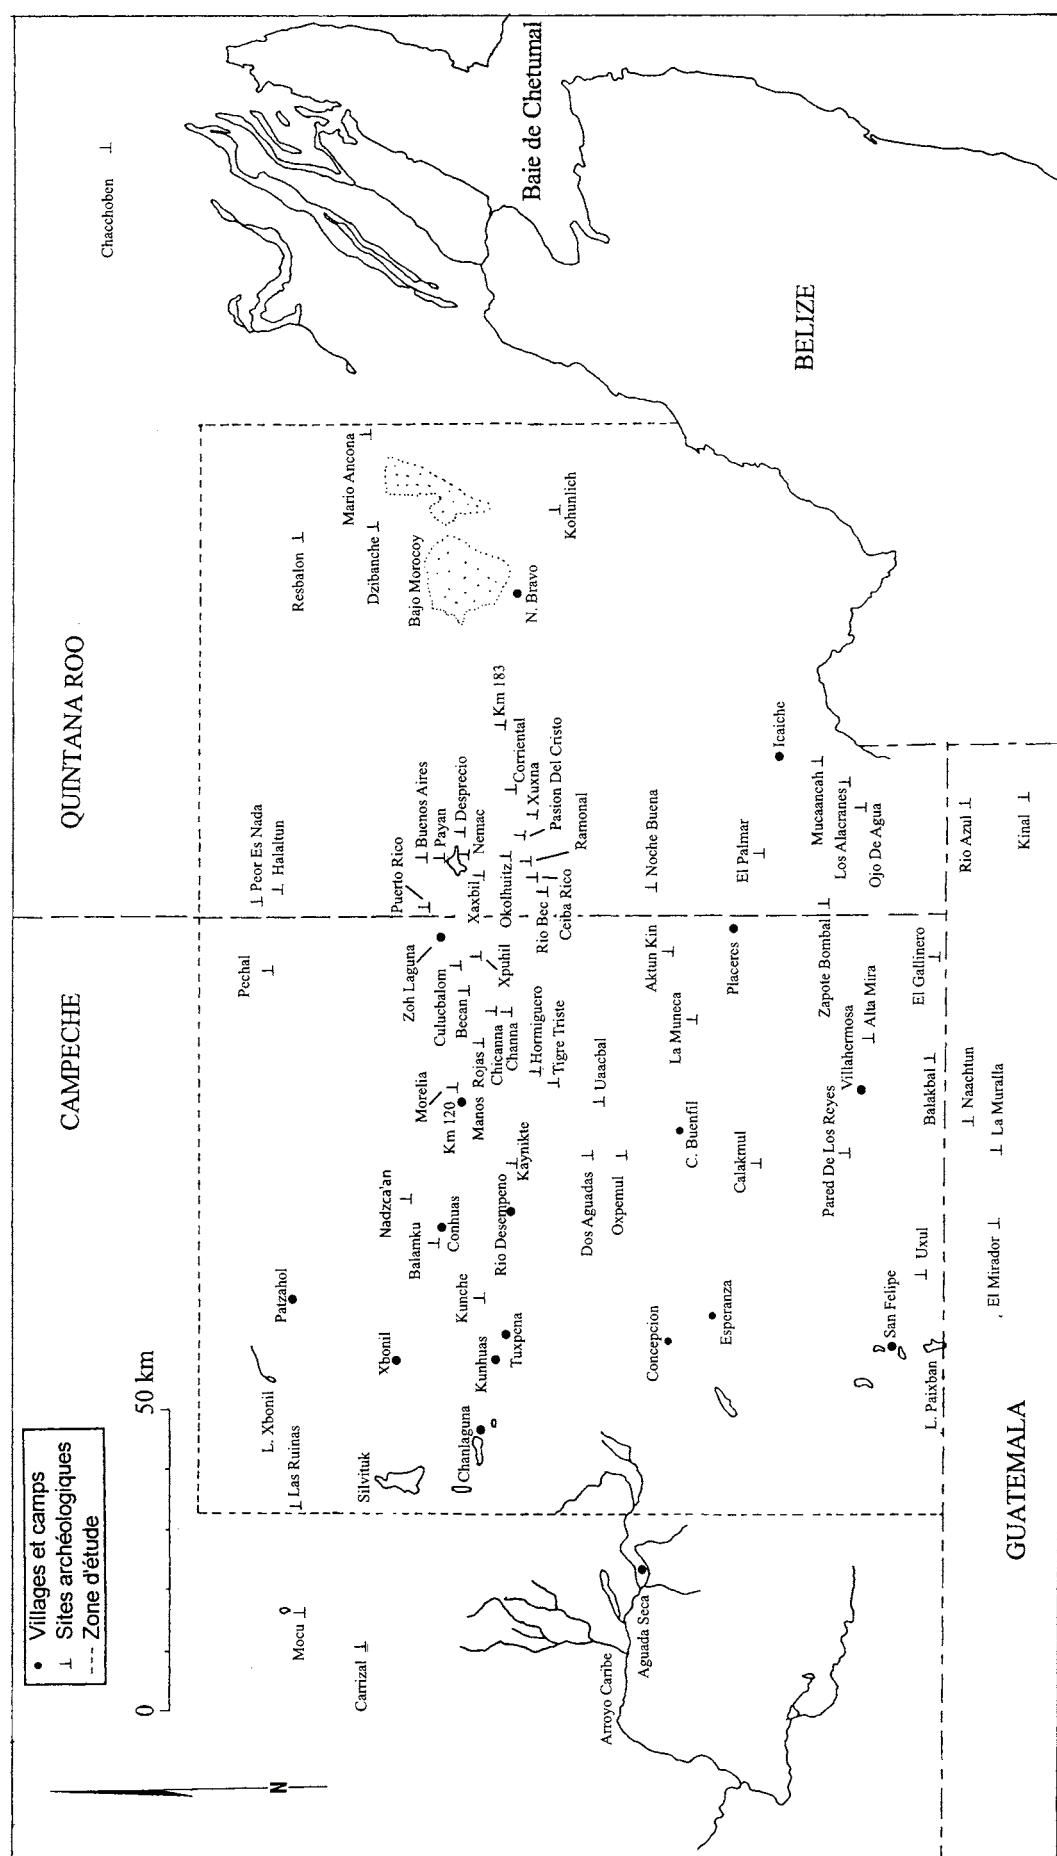 Villages et camps
Sites archéologiques
Zone d'étude
0
50 km
N
CAMPECHE
QUINTANA ROO
Chacchoben
Baie de Chetumal
BELIZE
GUATEMALA
Mocu
Carrizal
Las Ruinas
L. Xbonil
Patzahol
Pechal
Peor Es Nada
Halaltun
Resbalon
Mario Ancona
Dzibanche
Bajo Morocoy
N. Bravo
Kohunlich
Silvituk
Xbonil
Chanlaguna
Kunhuas
Tuxpena
Kunche
Balamku
Nadzca'an
Conhuas
Rio Desempeno
Kaynikte
Morelia
Km 120
Manos Rojas
Zoh Laguna
Culucbalom
Becan
Chicanna
Channa
Xpuhil
Hormiguero
Tigre Triste
Puerto Rico
Buenos Aires
Payan
Desprecio
Nemac
Xaxbil
Okolhuitz
Rio Bec
Ceiba Rico
Km 183
Corriental
Xuxna
Pasion Del Cristo
Ramonal
Uaacbal
Dos Aguadas
Oxpemul
Arroyo Caribe
Aguada Seca
Concepcion
Esperanza
C. Buenfil
La Muneca
Aktun Kin
Noche Buena
Calakmul
Placeres
El Palmar
Icaiche
Pared De Los Reyes
Villahermosa
Alta Mira
Zapote Bombal
Mucaancah
Los Alacranes
Ojo De Agua
San Felipe
L. Paixban
Uxul
Balakbal
El Gallinero
Rio Azul
Kinal
Naachtun
La Muralla
El Mirador